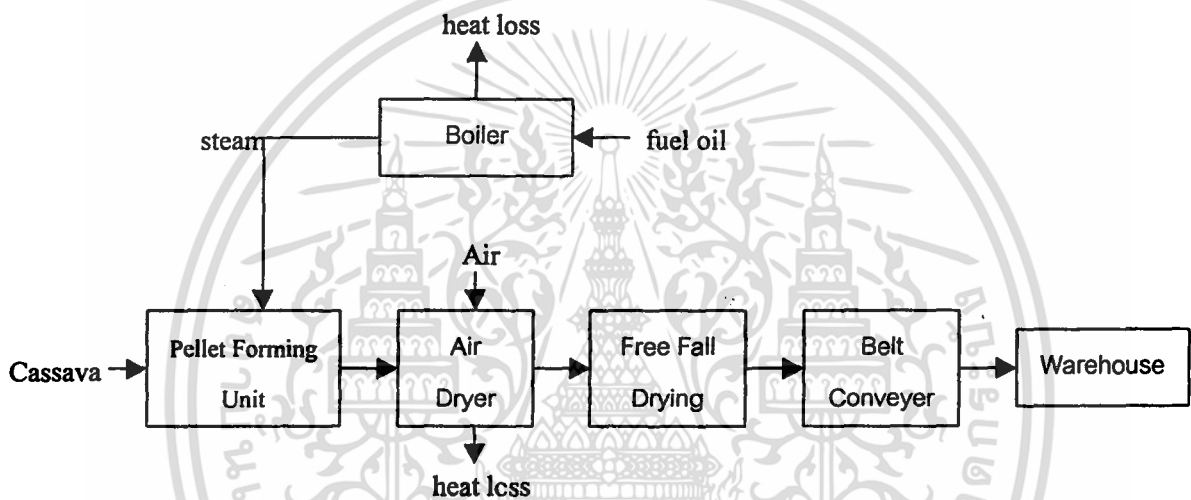 heat loss
Boiler
steam
fuel oil
Air
Cassava
Pellet Forming
Unit
Air
Dryer
Free Fall
Drying
Belt
Conveyer
Warehouse
heat loss